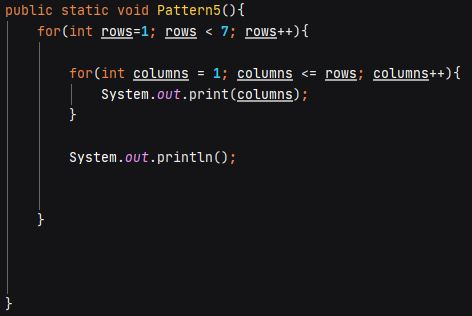 public static void Pattern5(){
for(int rows=1; rows < 7; rows++){
for(int columns = 1; columns <= rows; columns++){
System.out.print(columns);
}
System.out.println();
}
}